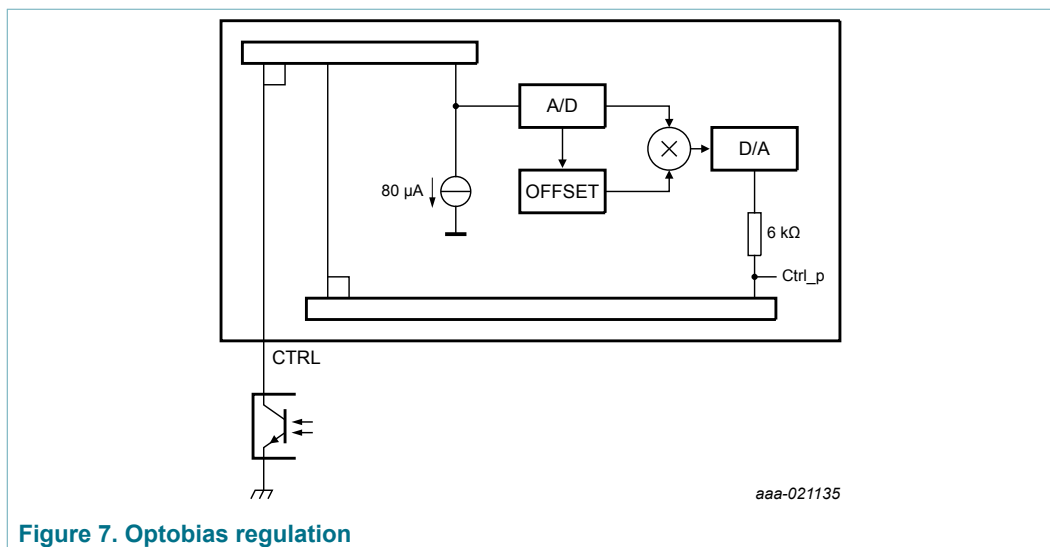 A/D
D/A
80 µA
OFFSET
6 kΩ
Ctrl_p
CTRL
aaa-021135
Figure 7. Optobias regulation